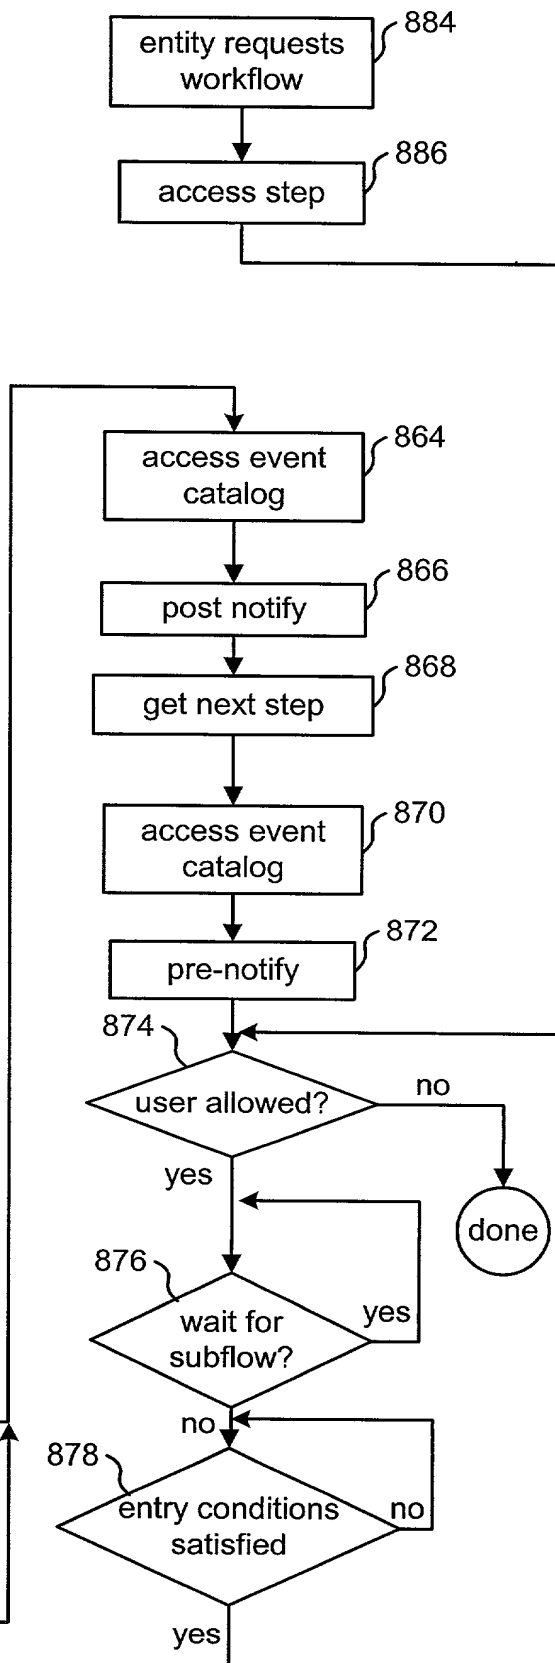 884
entity requests
workflow
886
access step
864
access event
catalog
866
post notify
868
get next step
870
access event
catalog
872
pre-notify
874
user allowed?
no
yes
done
876
wait for
subflow?
yes
no
878
entry conditions
satisfied
no
yes